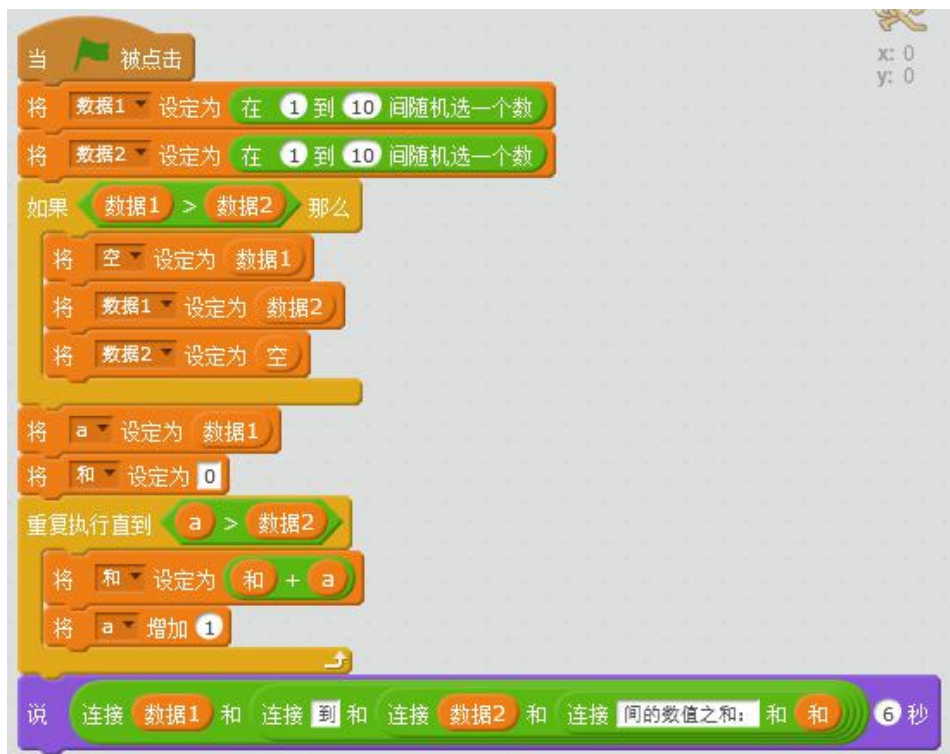 当 被点击
x: 0
y: 0
将 数据1 设定为 在 1 到 10 间随机选一个数
将 数据2 设定为 在 1 到 10 间随机选一个数
如果 数据1 > 数据2 那么
将 空 设定为 数据1
将 数据1 设定为 数据2
将 数据2 设定为 空
将 a 设定为 数据1
将 和 设定为 0
重复执行直到 a > 数据2
将 和 设定为 和 + a
将 a 增加 1
说 连接 数据1 和 连接 到 和 连接 数据2 和 连接 间的数值之和: 和 和 6 秒